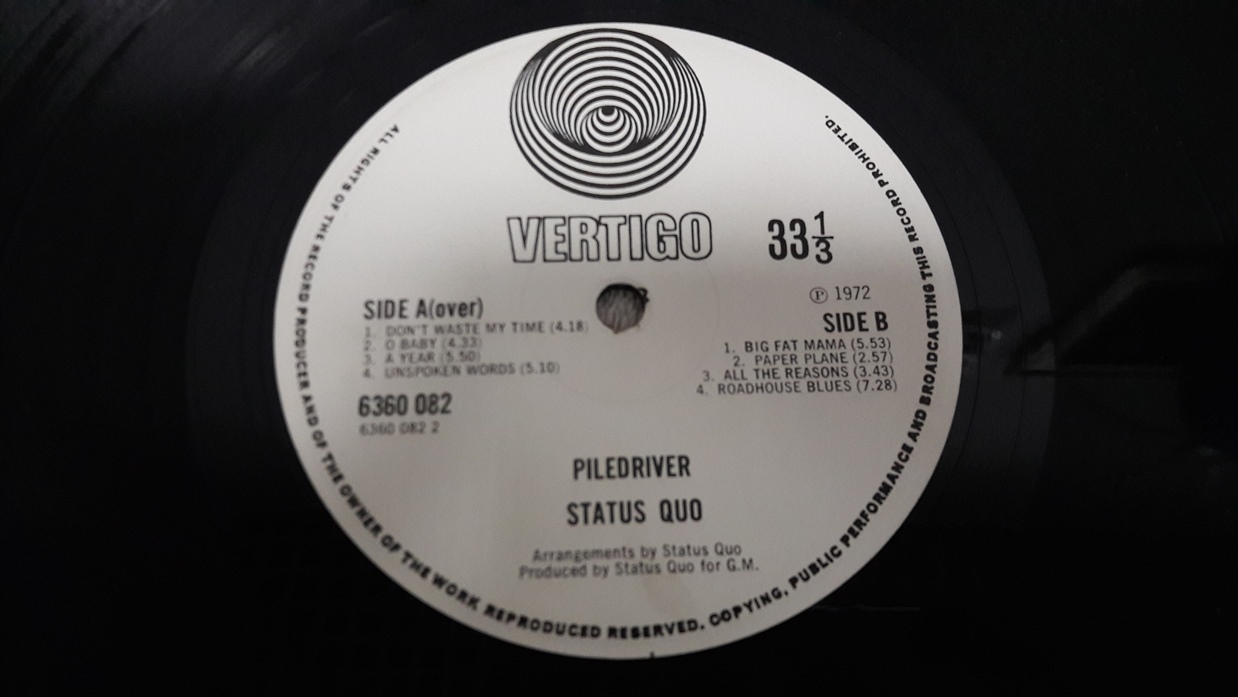 VERTIGO
33 1/3
SIDE A(over)
1. DON'T WASTE MY TIME (4.18)
2. O BABY (4.33)
3. A YEAR (5.50)
4. UNSPOKEN WORDS (5.10)
6360 082
6360 082 2
℗ 1972
SIDE B
1. BIG FAT MAMA (5.53)
2. PAPER PLANE (2.57)
3. ALL THE REASONS (3.43)
4. ROADHOUSE BLUES (7.28)
PILEDRIVER
STATUS QUO
Arrangements by Status Quo
Produced by Status Quo for G.M.
ALL RIGHTS OF THE RECORD PRODUCER AND OF THE OWNER OF THE WORK REPRODUCED RESERVED. COPYING, PUBLIC PERFORMANCE AND BROADCASTING THIS RECORD PROHIBITED.